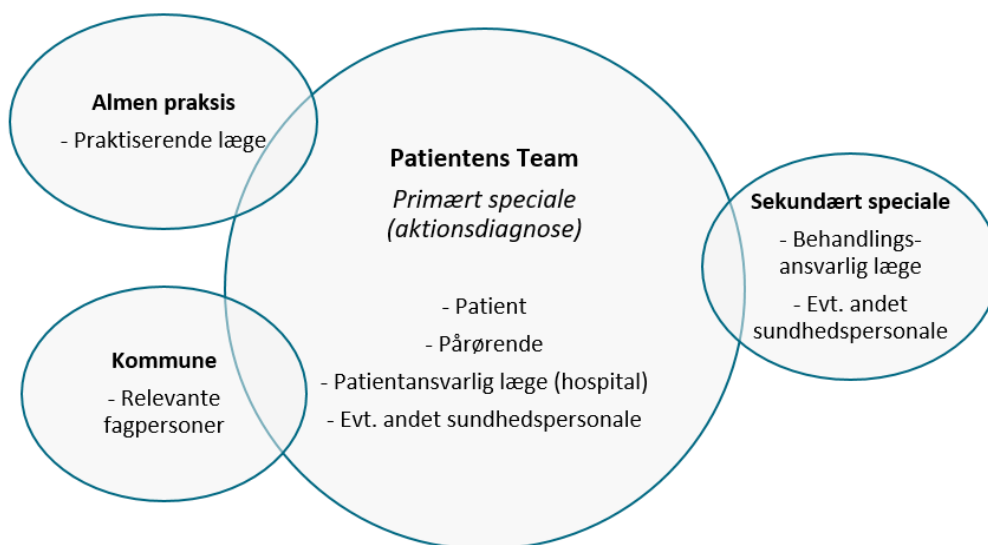 Almen praksis
- Praktiserende læge
Patientens Team
Primært speciale
(aktionsdiagnose)
- Patient
- Pårørende
- Patientansvarlig læge (hospital)
- Evt. andet sundhedspersonale
Sekundært speciale
- Behandlings-
ansvarlig læge
- Evt. andet
sundhedspersonale
Kommune
- Relevante
fagpersoner